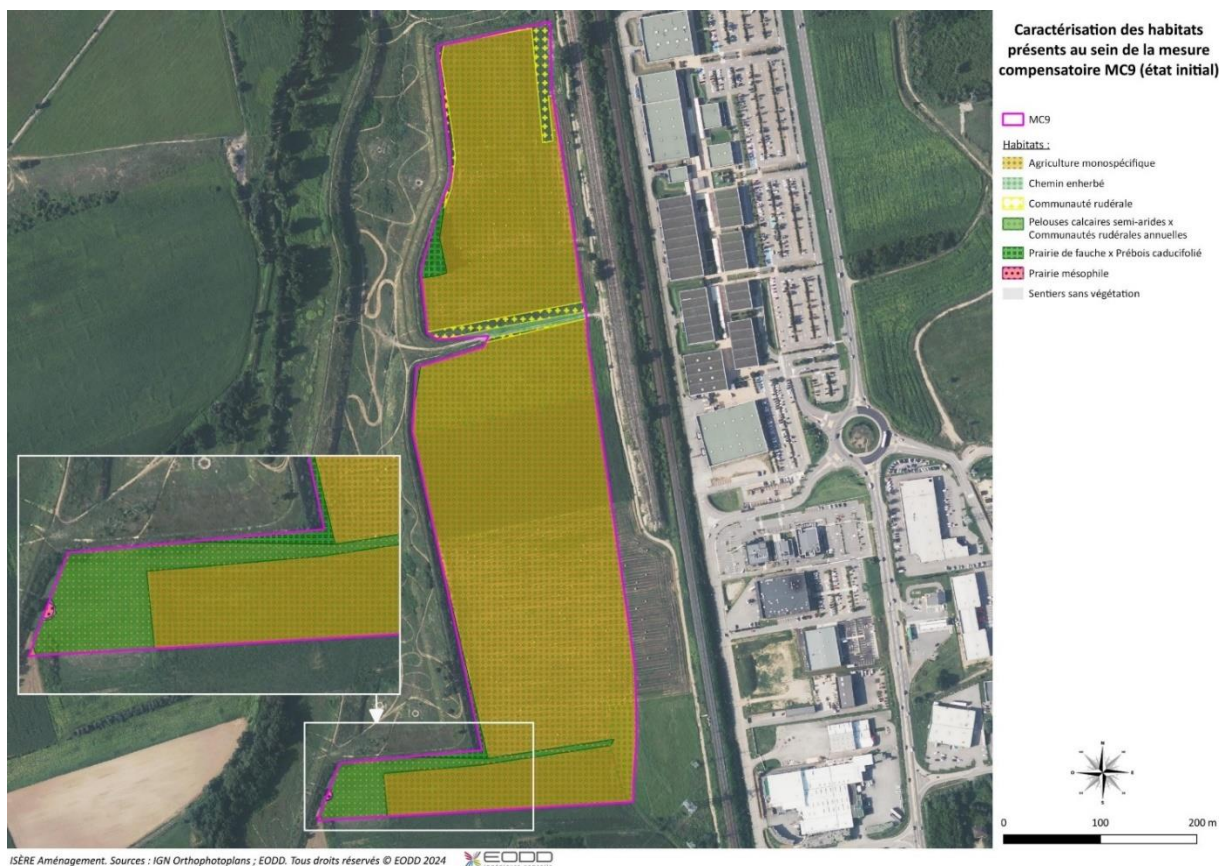 Caractérisation des habitats
présents au sein de la mesure
compensatoire MC9 (état initial)
MC9
Habitats :
Agriculture monospécifique
Chemin enherbé
Communauté rudérale
Pelouses calcaires semi-arides x
Communautés rudérales annuelles
Prairie de fauche x Prébois caducifolié
Prairie mésophile
Sentiers sans végétation
N
O
E
S
0 100 200 m
ISÈRE Aménagement. Sources : IGN Orthophotoplans ; EODD. Tous droits réservés © EODD 2024
EODD